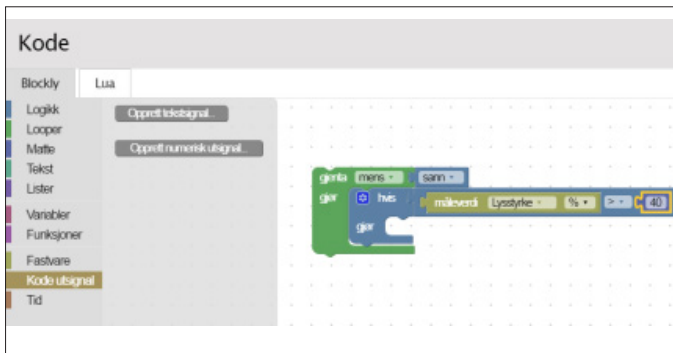 Kode
Blockly Lua
Logikk
Looper
Matte
Tekst
Lister
Variabler
Funksjoner
Fastvare
Kode utsignal
Tid
Opprett tekstsignal...
Opprett numerisk utsignal...
gjenta mens sann
gjør hvis måleverdi Lysstyrke % > 40
gjør